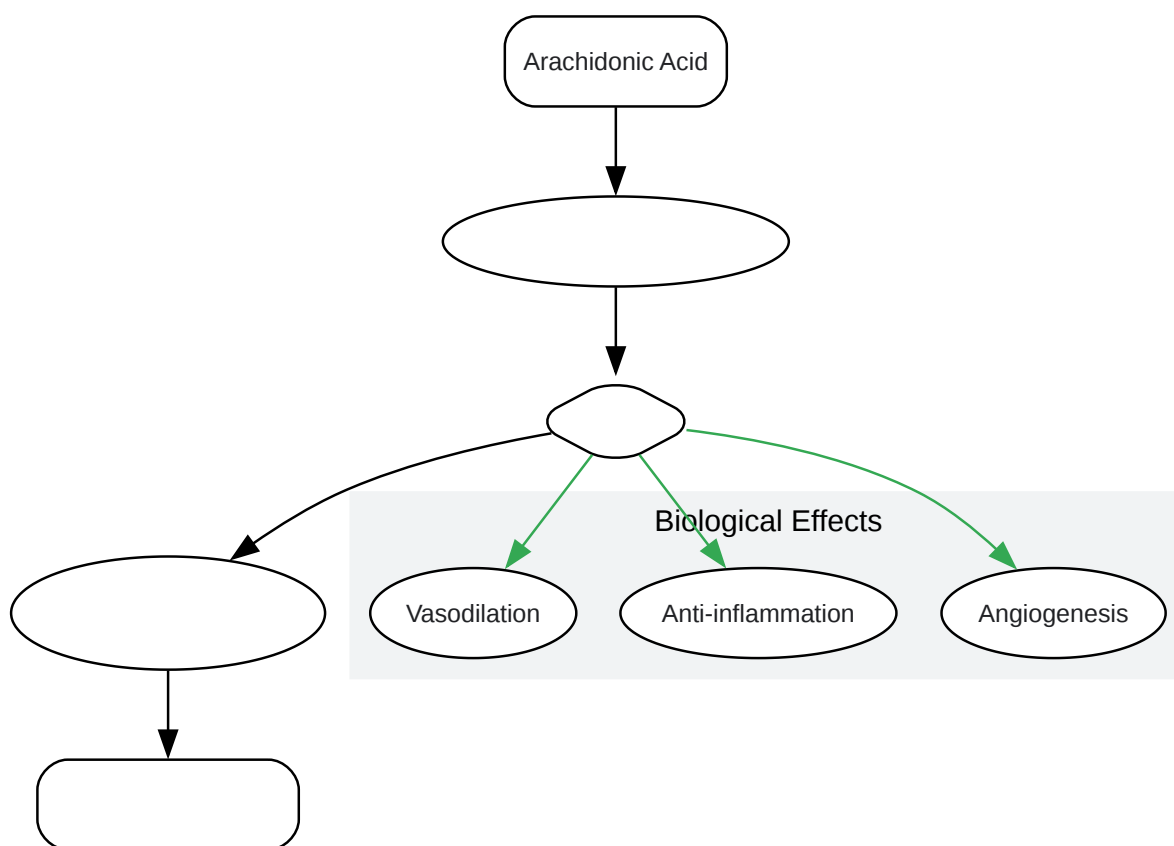 Arachidonic Acid
Biological Effects
Vasodilation
Anti-inflammation
Angiogenesis